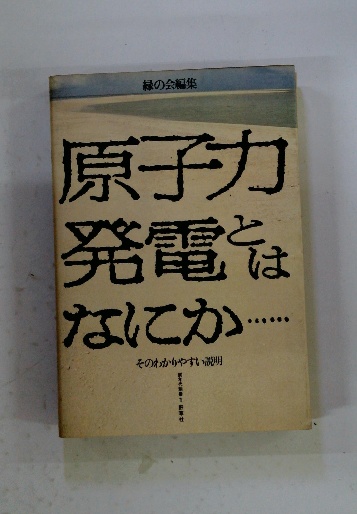 緑の会編集
原子力
発電とは
なにか……
そのわかりやすい説明